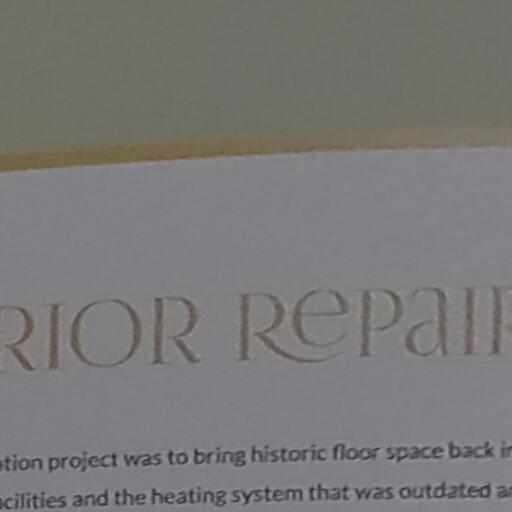 RIOR Repair
ation project was to bring historic floor space back in
acilities and the heating system that was outdated an